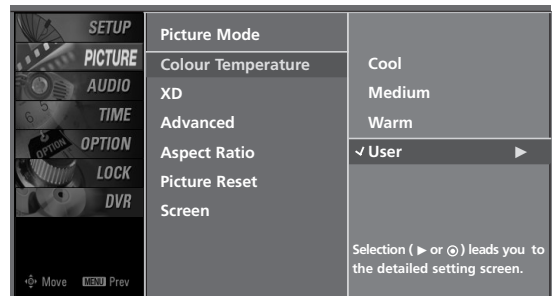 SETUP
PICTURE
AUDIO
TIME
OPTION
LOCK
DVR
Move MENU Prev
Picture Mode
Colour Temperature
XD
Advanced
Aspect Ratio
Picture Reset
Screen
Cool
Medium
Warm
✓ User ▶
Selection ( ▶ or ⊙ ) leads you to
the detailed setting screen.